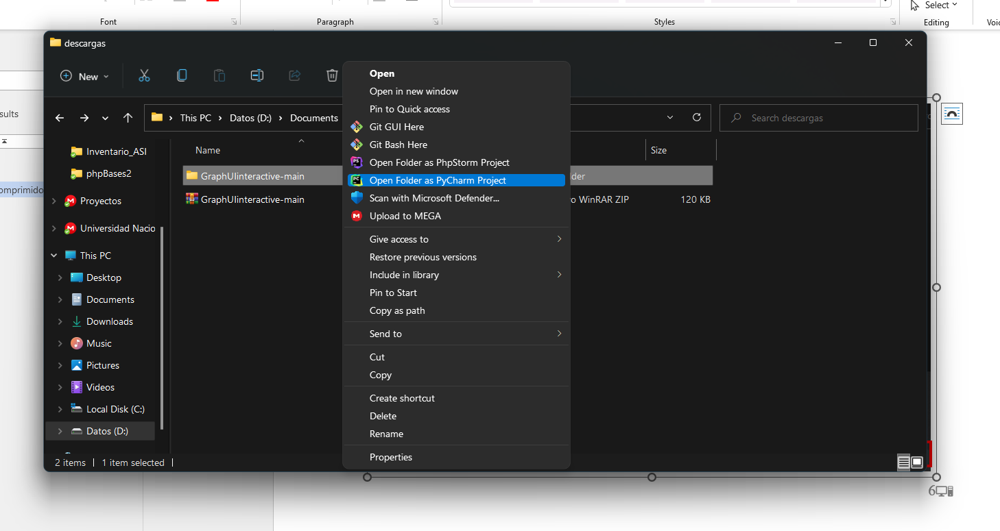 Select
Font
Paragraph
Styles
Editing
descargas
New
This PC
Datos (D:)
Documents
Search descargas
sults
Name
Size
Inventario_ASI
phpBases2
Proyectos
Universidad Nacio
This PC
Desktop
Documents
Downloads
Music
Pictures
Videos
Local Disk (C:)
Datos (D:)
GraphUIinteractive-main
der
GraphUIinteractive-main
o WinRAR ZIP
120 KB
omprimido
Open
Open in new window
Pin to Quick access
Git GUI Here
Git Bash Here
PS
Open Folder as PhpStorm Project
PC
Open Folder as PyCharm Project
Scan with Microsoft Defender...
Upload to MEGA
Give access to
Restore previous versions
Include in library
Pin to Start
Copy as path
Send to
Cut
Copy
Create shortcut
Delete
Rename
Properties
2 items
1 item selected
6